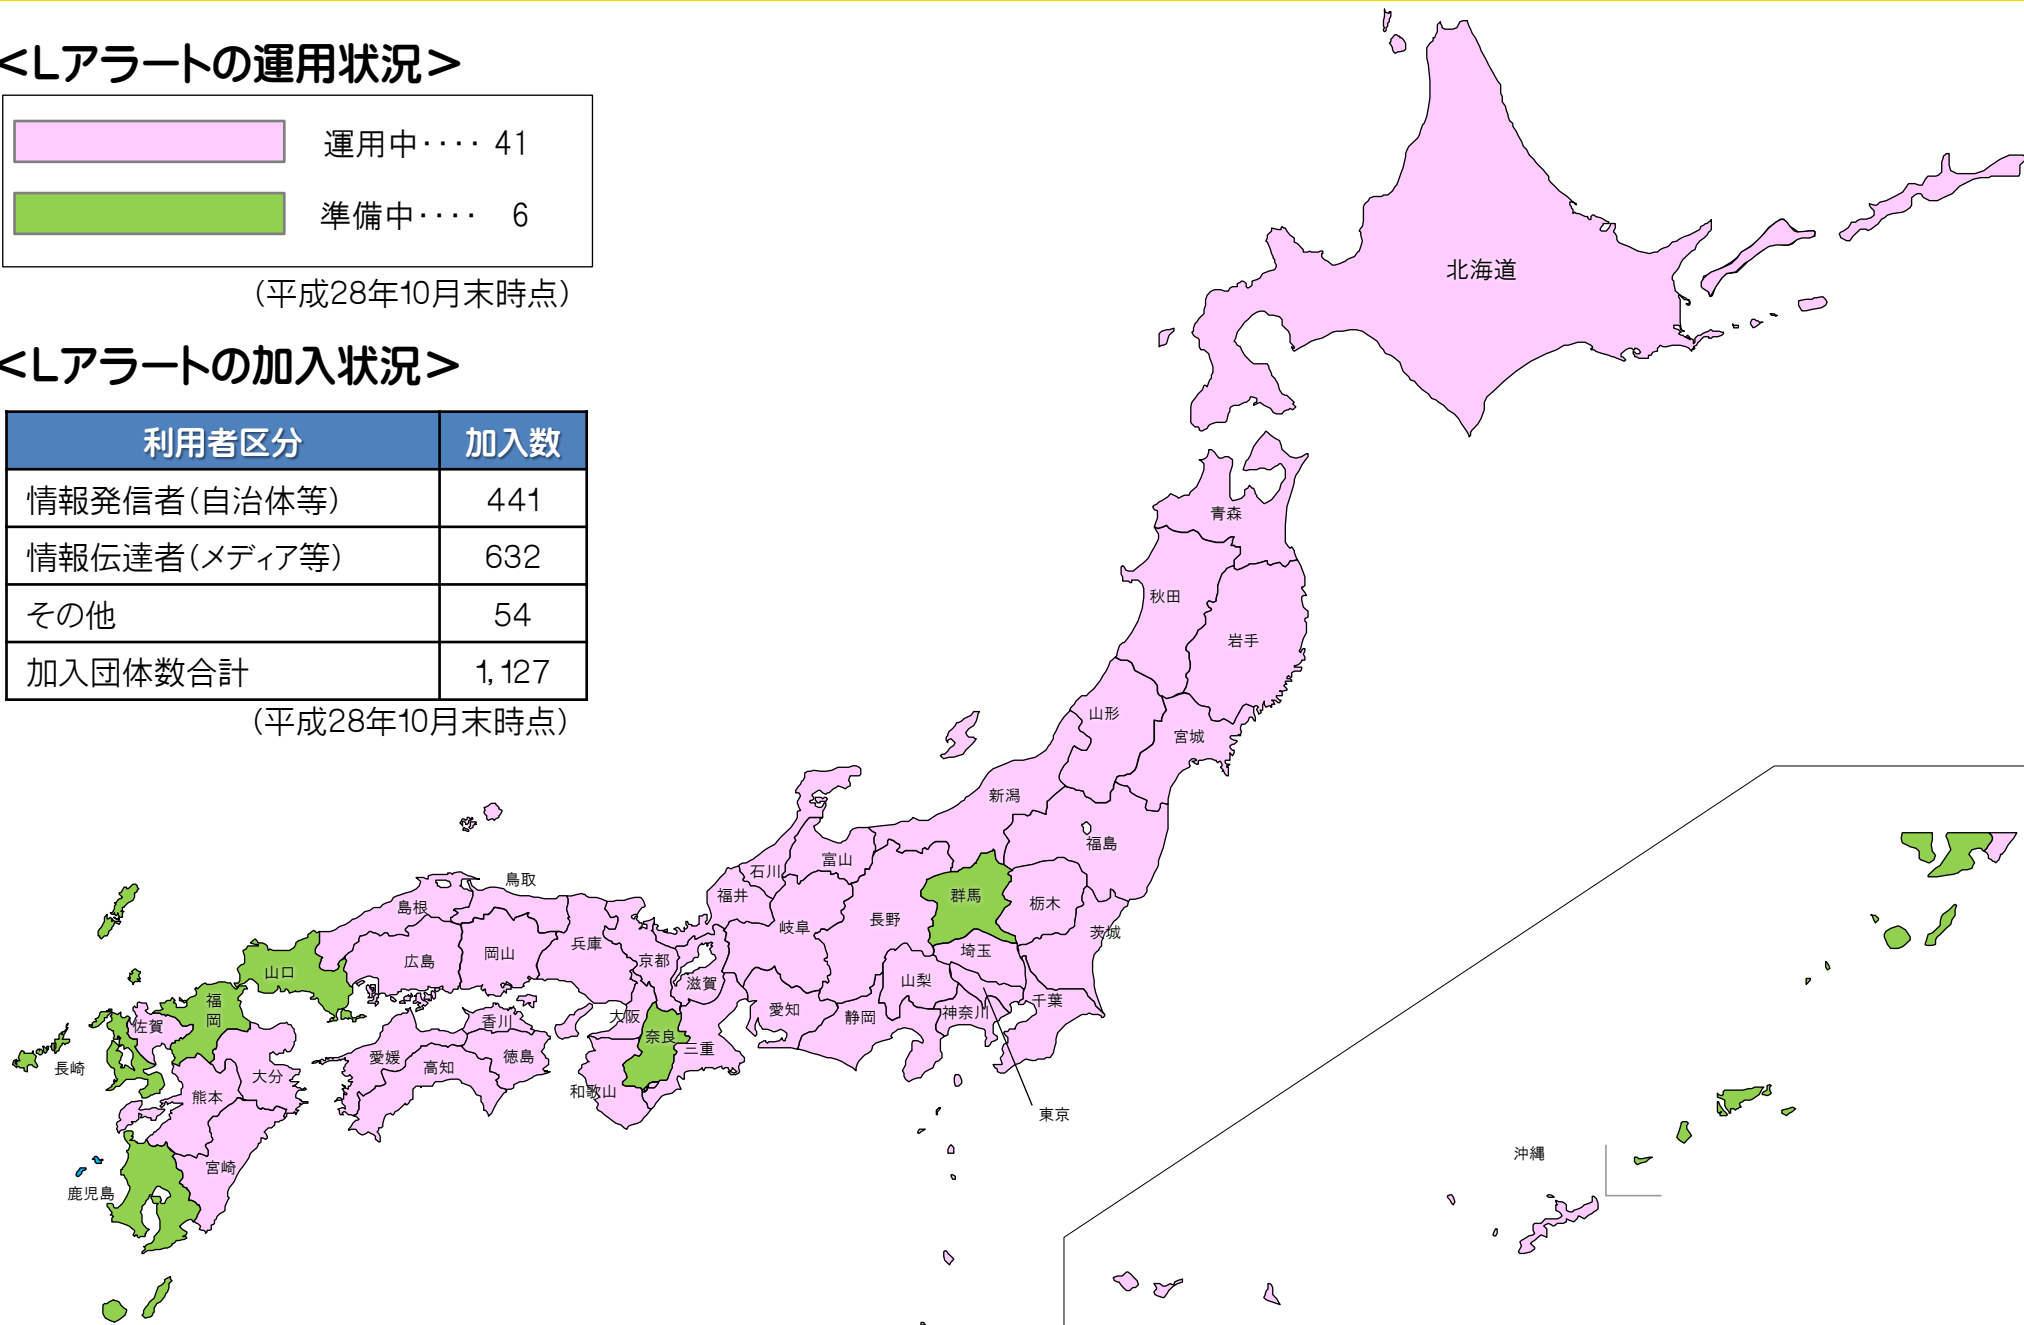 <Lアラートの運用状況>
運用中‥‥ 41
準備中‥‥ 6
(平成28年10月末時点)
<Lアラートの加入状況>
利用者区分 加入数
情報発信者(自治体等) 441
情報伝達者(メディア等) 632
その他 54
加入団体数合計 1,127
(平成28年10月末時点)
北海道
青森
秋田
岩手
山形
宮城
新潟
福島
富山
石川
福井
群馬
栃木
茨城
長野
岐阜
埼玉
山梨
千葉
神奈川
東京
静岡
愛知
鳥取
島根
広島
岡山
兵庫
京都
滋賀
大阪
奈良
三重
和歌山
山口
香川
徳島
愛媛
高知
福
岡
佐賀
長崎
大分
熊本
宮崎
鹿児島
沖縄